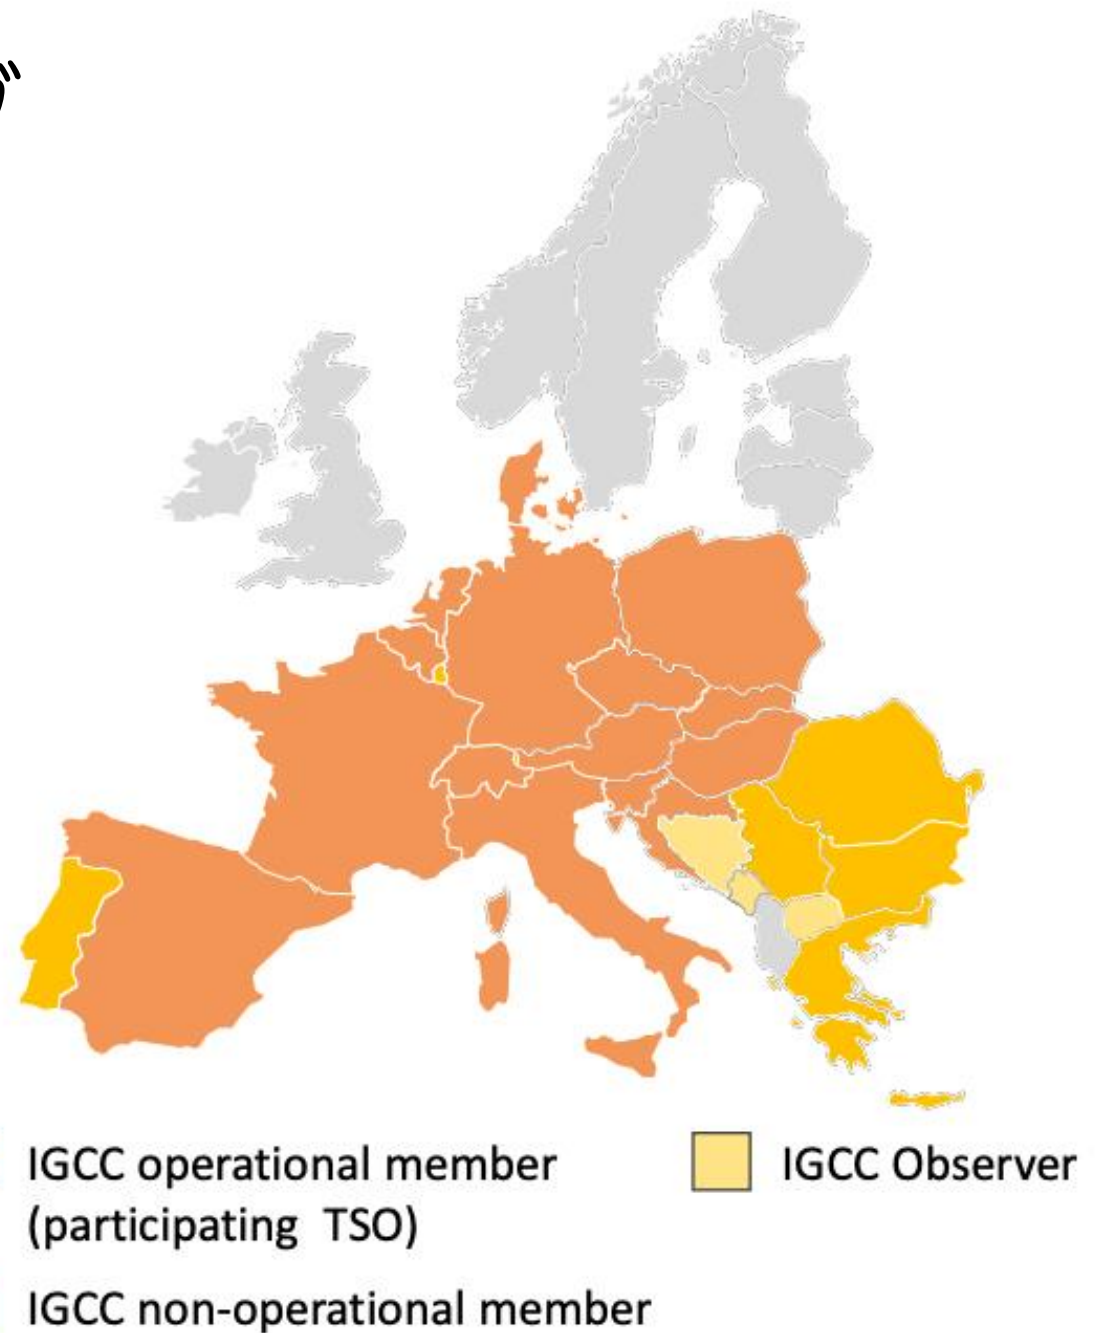 IGCC operational member
(participating TSO)
IGCC Observer
IGCC non-operational member